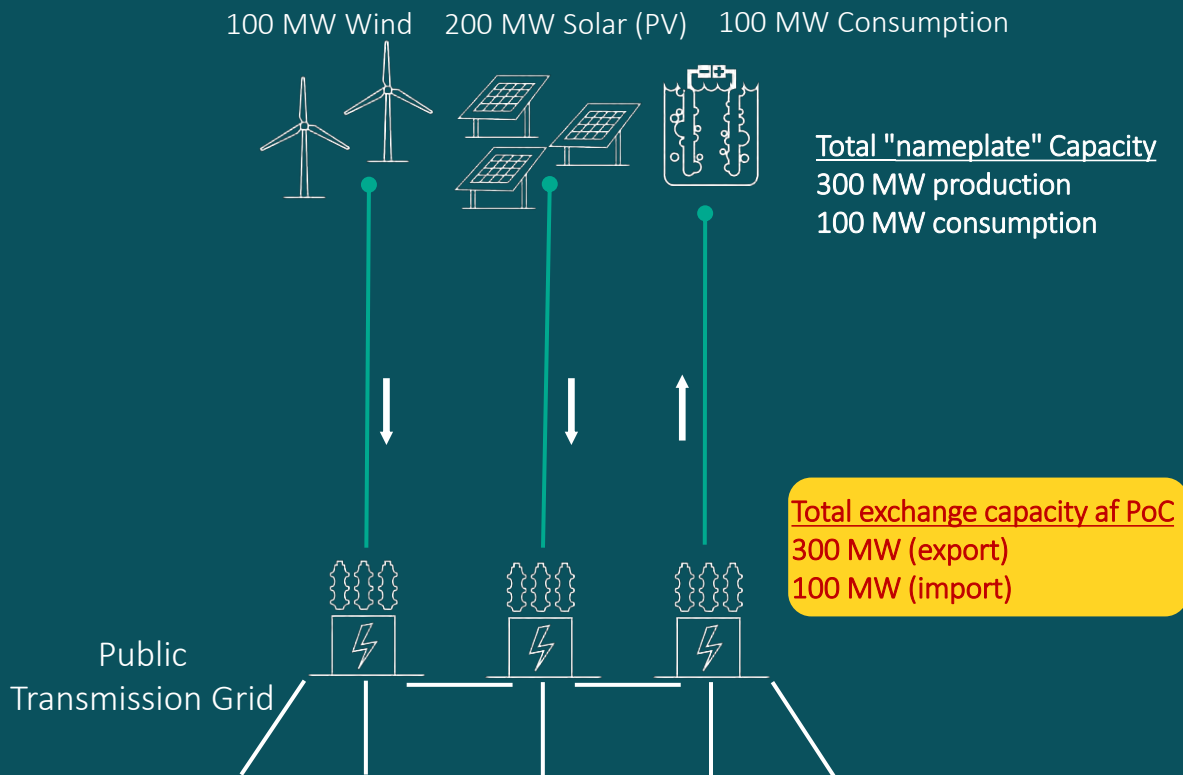 100 MW Wind
200 MW Solar (PV)
100 MW Consumption
Total "nameplate" Capacity
300 MW production
100 MW consumption
Total exchange capacity af PoC
300 MW (export)
100 MW (import)
Public
Transmission Grid